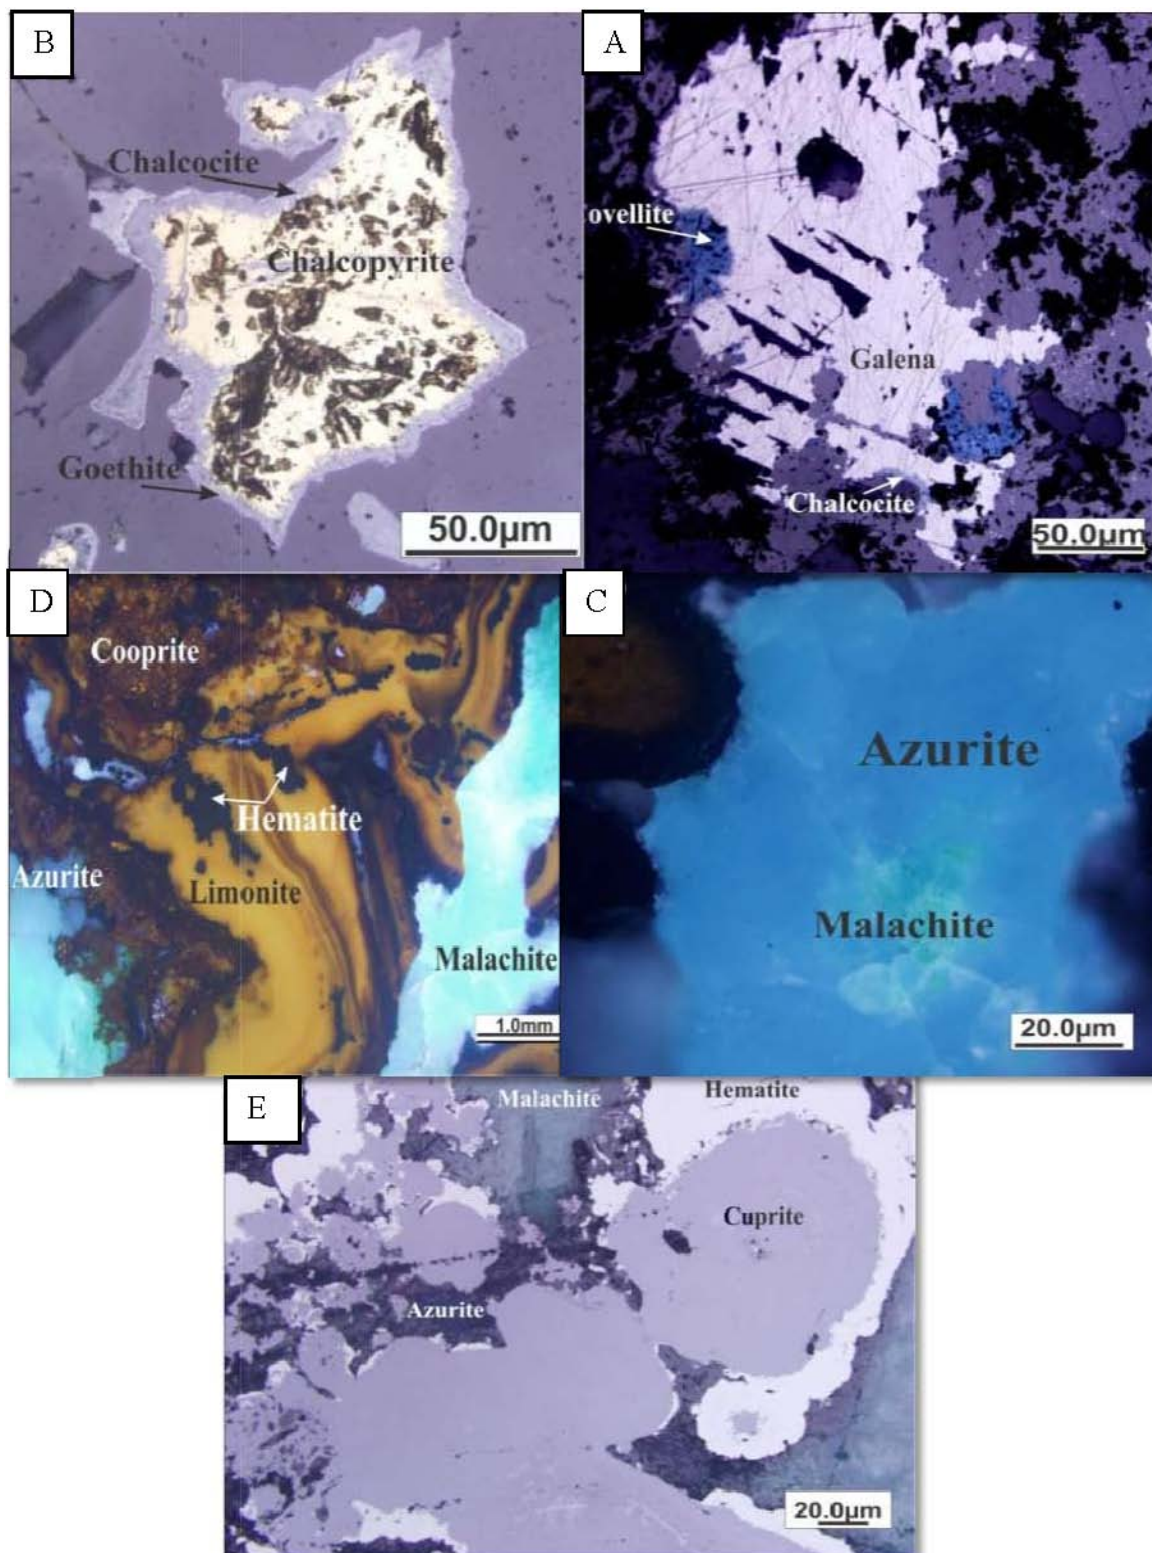 B
A
Chalcocite
Chalcopyrite
Goethite
50.0μm
ovellite
Galena
Chalcocite
50.0μm
D
C
Cooprite
Hematite
Azurite
Limonite
Malachite
1.0mm
Azurite
Malachite
20.0μm
E
Malachite
Hematite
Cuprite
Azurite
20.0μm